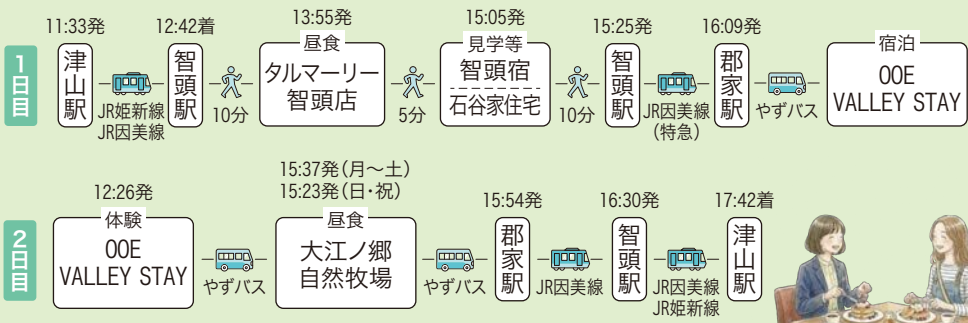 1日目
11:33発
津山駅
JR姫新線
JR因美線
12:42着
智頭駅
10分
13:55発
昼食
タルマーリー
智頭店
5分
15:05発
見学等
智頭宿
石谷家住宅
10分
15:25発
智頭駅
JR因美線
(特急)
16:09発
郡家駅
やずバス
宿泊
OOE
VALLEY STAY
2日目
12:26発
体験
OOE
VALLEY STAY
やずバス
15:37発(月〜土)
15:23発(日・祝)
昼食
大江ノ郷
自然牧場
やずバス
15:54発
郡家駅
JR因美線
16:30発
智頭駅
JR因美線
JR姫新線
17:42着
津山駅